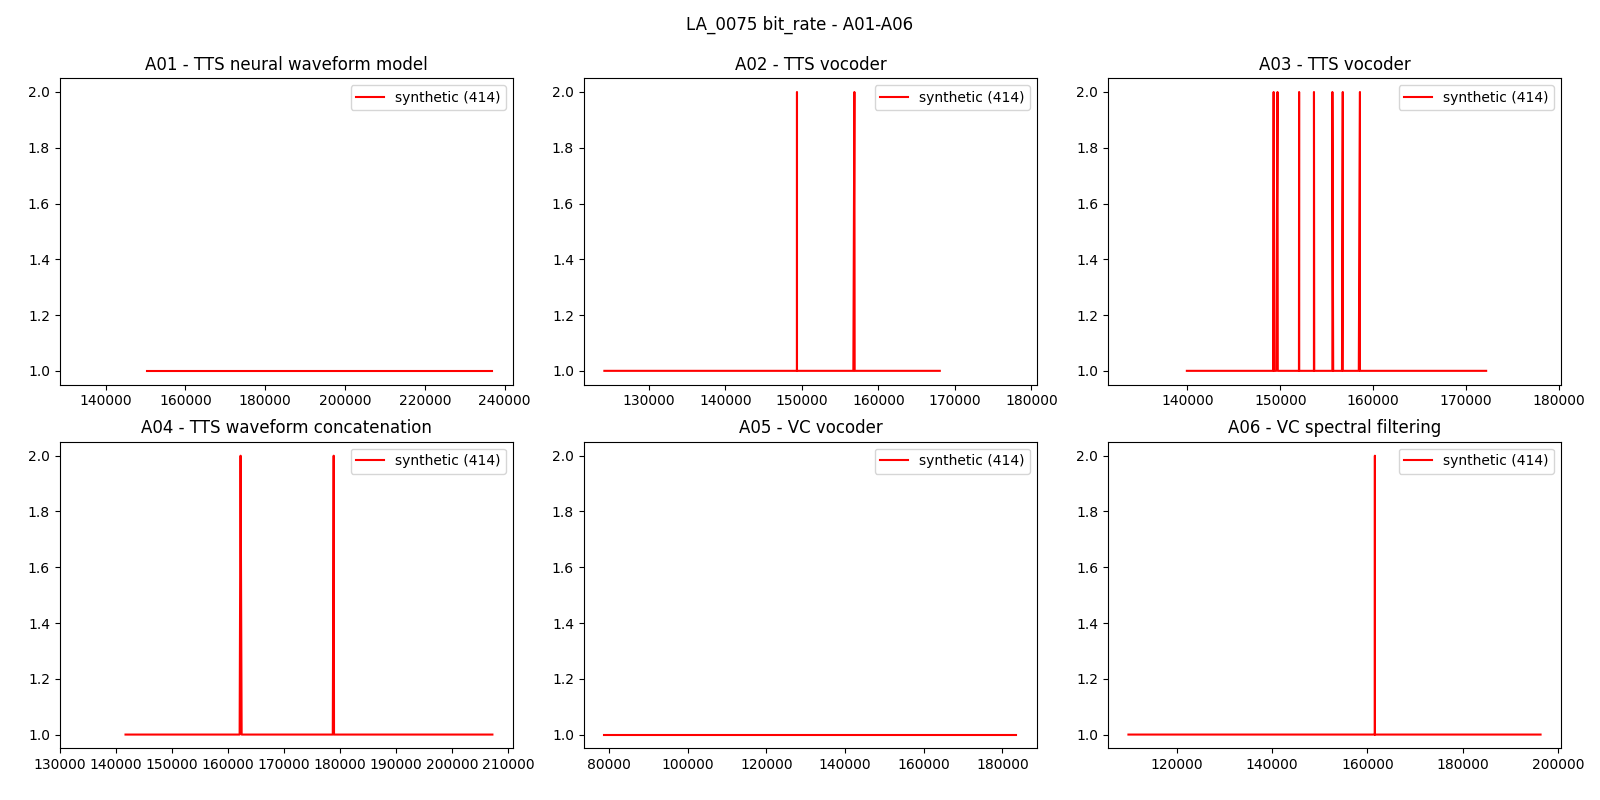 LA_0075 bit_rate - A01-A06
A01 - TTS neural waveform model
synthetic (414)
2.0
1.8
1.6
1.4
1.2
1.0
140000 160000 180000 200000 220000 240000
A02 - TTS vocoder
synthetic (414)
2.0
1.8
1.6
1.4
1.2
1.0
130000 140000 150000 160000 170000 180000
A03 - TTS vocoder
synthetic (414)
2.0
1.8
1.6
1.4
1.2
1.0
140000 150000 160000 170000 180000
A04 - TTS waveform concatenation
synthetic (414)
2.0
1.8
1.6
1.4
1.2
1.0
130000 140000 150000 160000 170000 180000 190000 200000 210000
A05 - VC vocoder
synthetic (414)
2.0
1.8
1.6
1.4
1.2
1.0
80000 100000 120000 140000 160000 180000
A06 - VC spectral filtering
synthetic (414)
2.0
1.8
1.6
1.4
1.2
1.0
120000 140000 160000 180000 200000